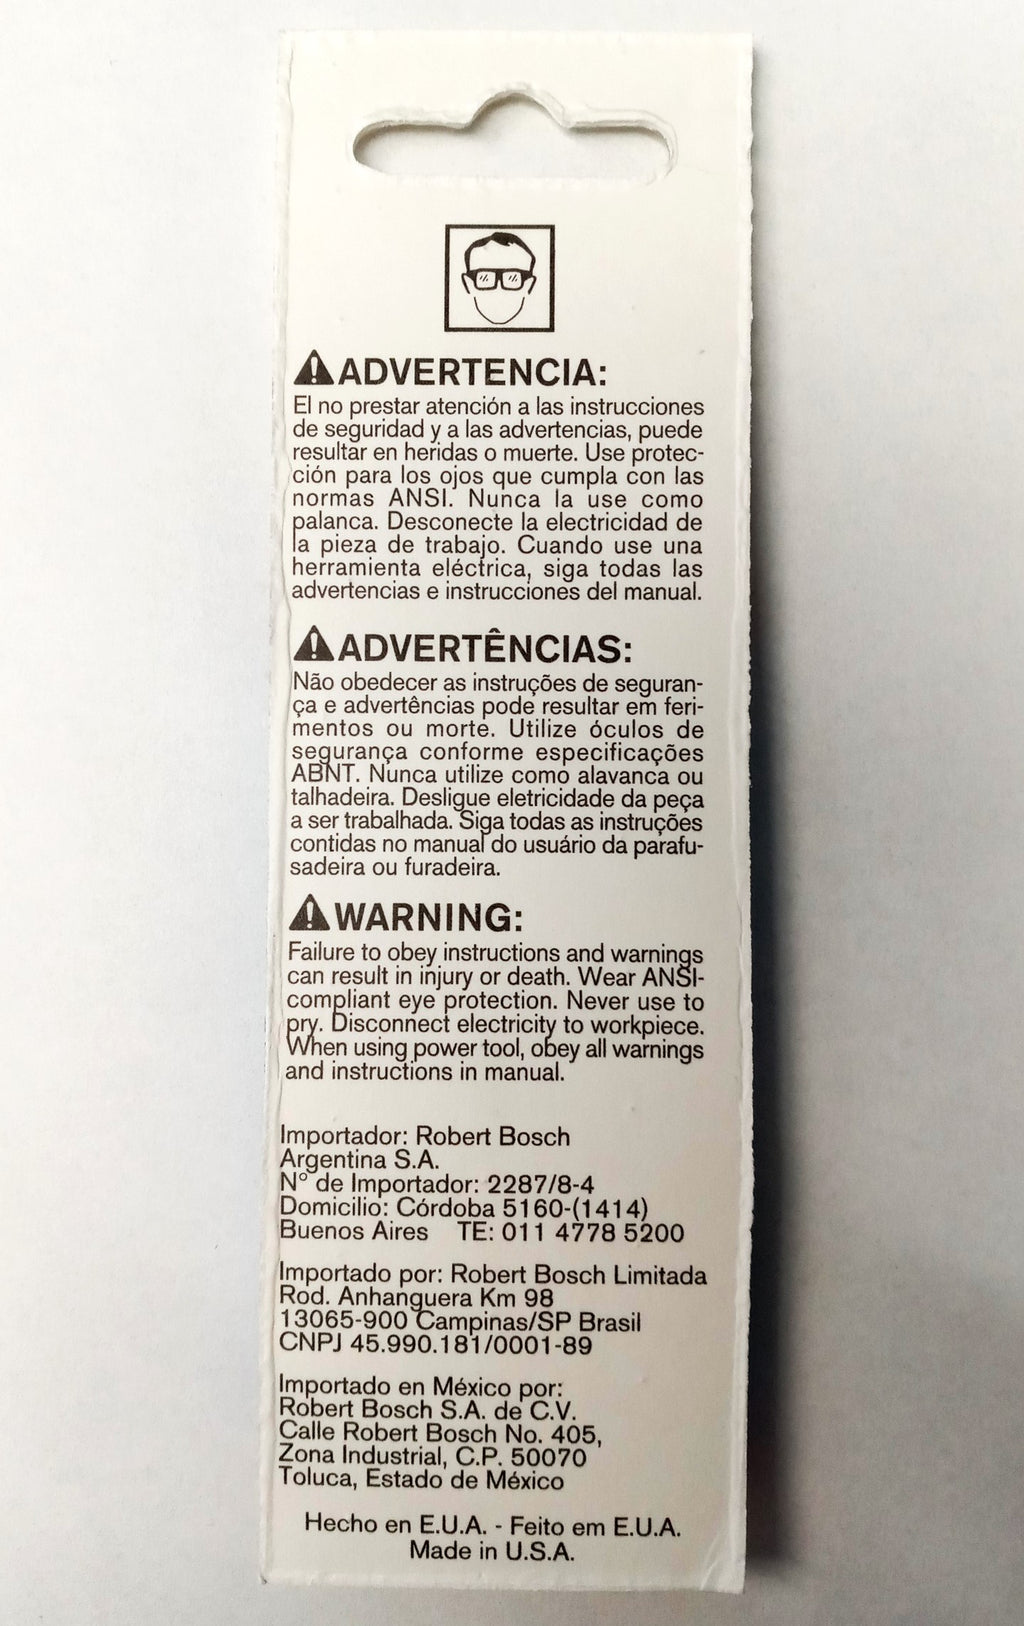 ADVERTENCIA:
El no prestar atención a las instrucciones
de seguridad y a las advertencias, puede
resultar en heridas o muerte. Use protec-
ción para los ojos que cumpla con las
normas ANSI. Nunca la use como
palanca. Desconecte la electricidad de
la pieza de trabajo. Cuando use una
herramienta eléctrica, siga todas las
advertencias e instrucciones del manual.
ADVERTÊNCIAS:
Não obedecer as instruções de seguran-
ça e advertências pode resultar em feri-
mentos ou morte. Utilize óculos de
segurança conforme especificações
ABNT. Nunca utilize como alavanca ou
talhadeira. Desligue eletricidade da peça
a ser trabalhada. Siga todas as instruções
contidas no manual do usuário da parafu-
sadeira ou furadeira.
WARNING:
Failure to obey instructions and warnings
can result in injury or death. Wear ANSI-
compliant eye protection. Never use to
pry. Disconnect electricity to workpiece.
When using power tool, obey all warnings
and instructions in manual.
Importador: Robert Bosch
Argentina S.A.
N° de Importador: 2287/8-4
Domicilio: Córdoba 5160-(1414)
Buenos Aires TE: 011 4778 5200
Importado por: Robert Bosch Limitada
Rod. Anhanguera Km 98
13065-900 Campinas/SP Brasil
CNPJ 45.990.181/0001-89
Importado en México por:
Robert Bosch S.A. de C.V.
Calle Robert Bosch No. 405,
Zona Industrial, C.P. 50070
Toluca, Estado de México
Hecho en E.U.A. - Feito em E.U.A.
Made in U.S.A.